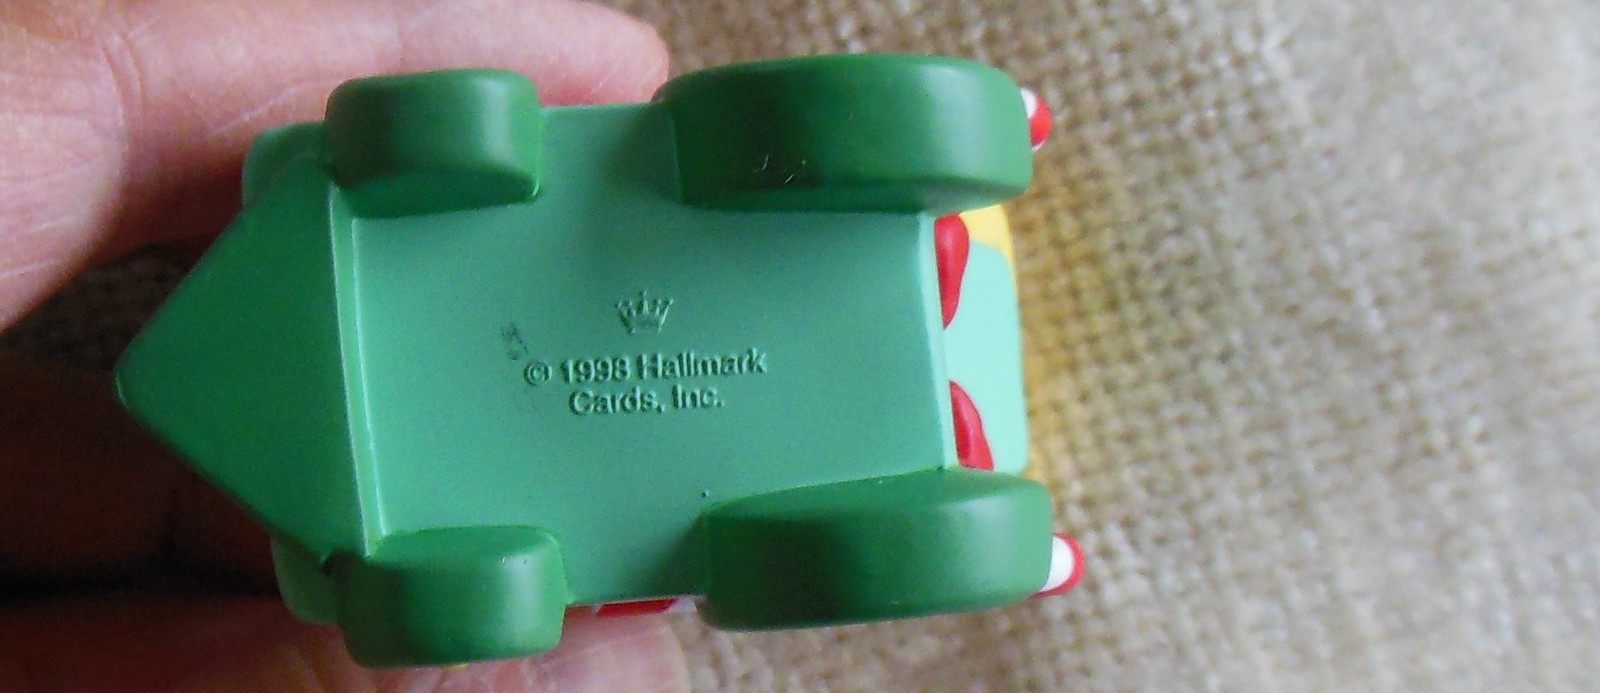 © 1998 Hallmark
Cards, Inc.